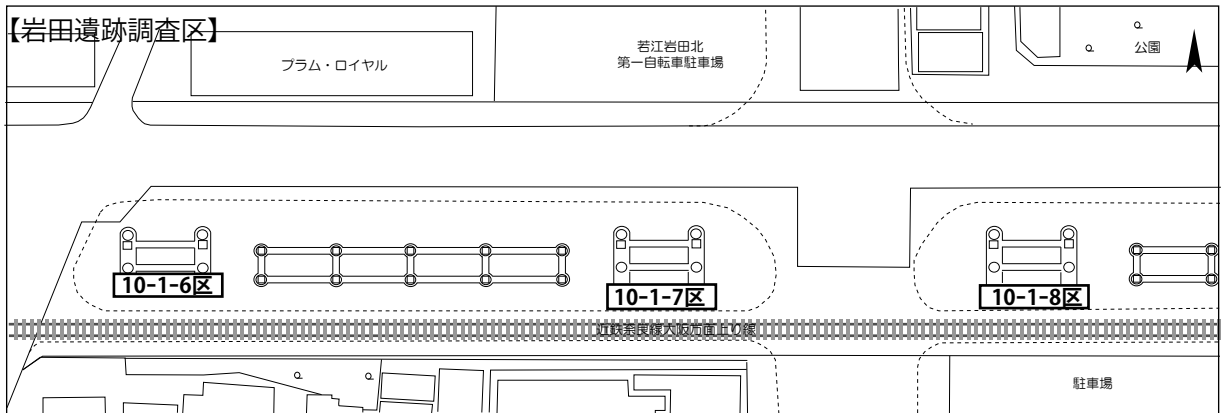 【岩田遺跡調査区】
プラム・ロイヤル
若江岩田北
第一自転車駐車場
公園
10-1-6区
10-1-7区
10-1-8区
近鉄奈良線大阪方面上り線
駐車場